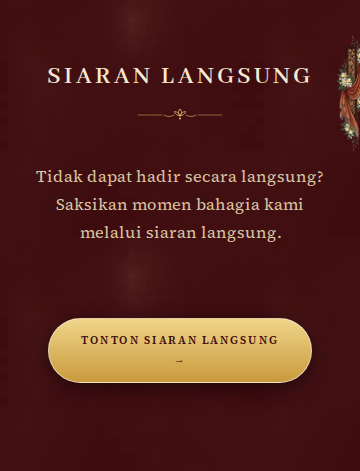 SIARAN LANGSUNG
Tidak dapat hadir secara langsung?
Saksikan momen bahagia kami
melalui siaran langsung.
TONTON SIARAN LANGSUNG
→